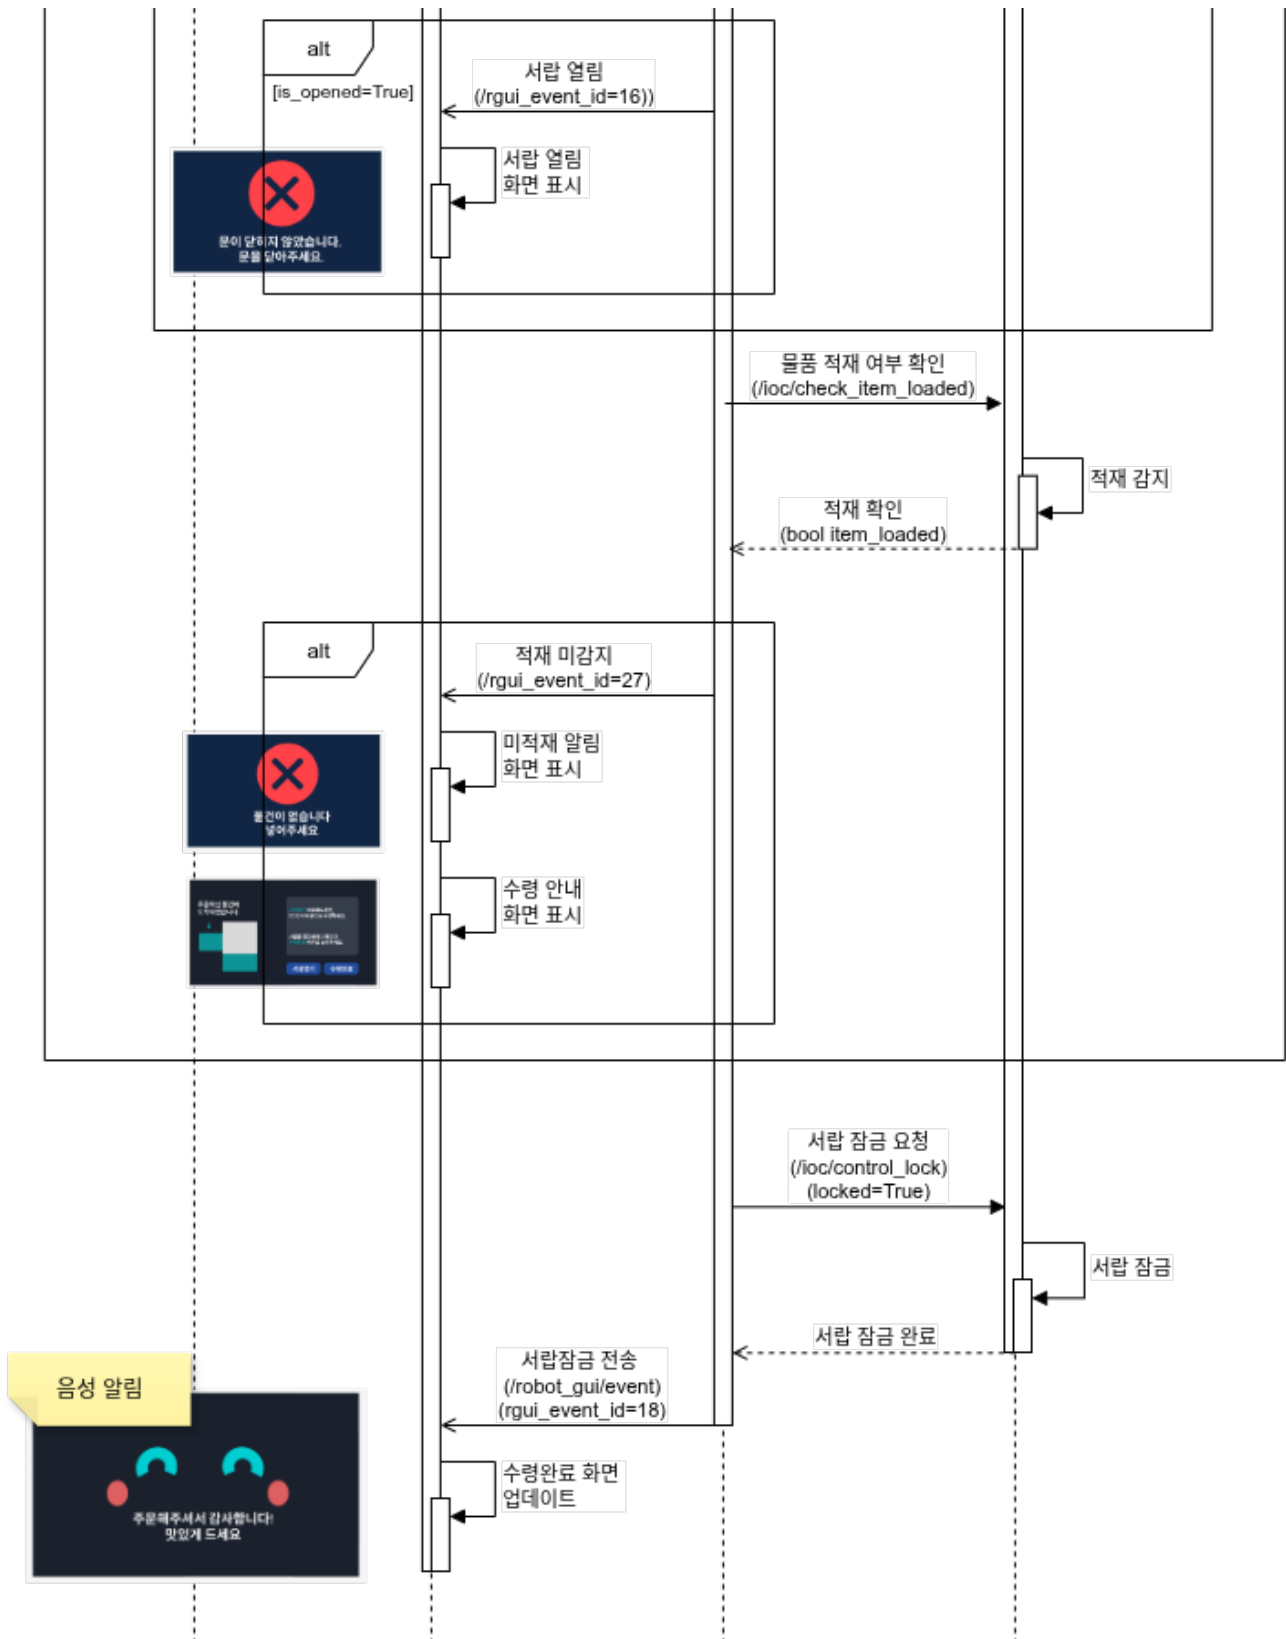 alt
[is_opened=True]
서랍 열림
(/rgui_event_id=16))
서랍 열림
화면 표시
문이 닫히지 않았습니다.
문을 닫아주세요.
물품 적재 여부 확인
(/ioc/check_item_loaded)
적재 감지
적재 확인
(bool item_loaded)
alt
적재 미감지
(/rgui_event_id=27)
미적재 알림
화면 표시
물건이 없습니다
넣어주세요
수령 안내
화면 표시
서랍 잠금 요청
(/ioc/control_lock)
(locked=True)
서랍 잠금
서랍 잠금 완료
서랍잠금 전송
(/robot_gui/event)
(rgui_event_id=18)
음성 알림
수령완료 화면
업데이트
주문해주셔서 감사합니다!
맛있게 드세요